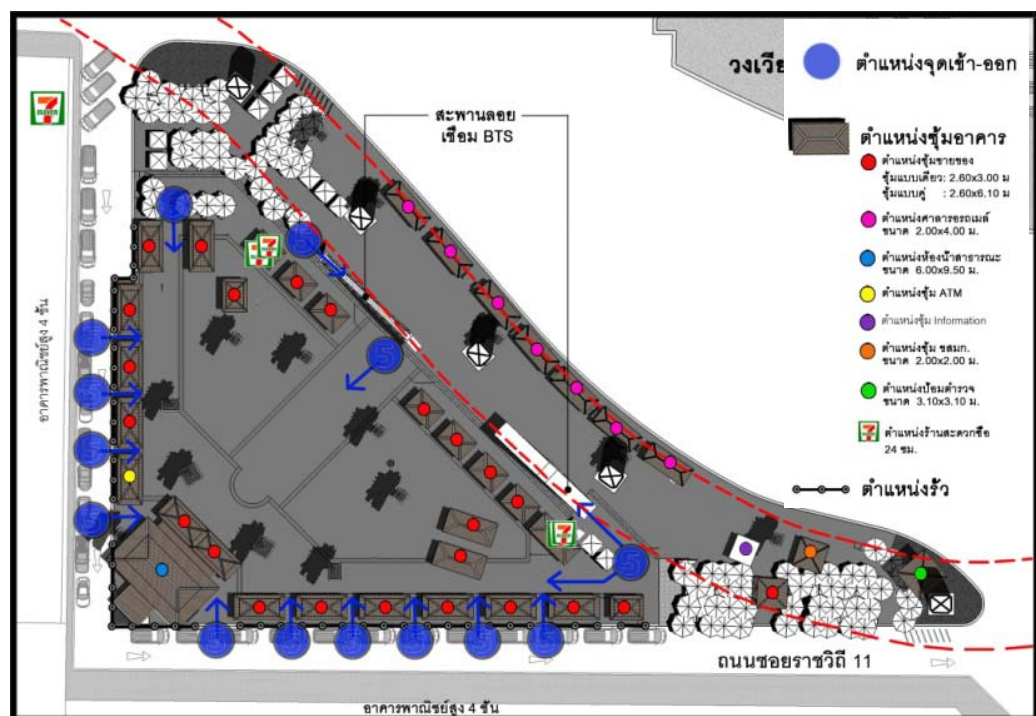 วงเวีย
ตำแหน่งจุดเข้า-ออก
สะพานลอย
เชื่อม BTS
ตำแหน่งซุ้มอาคาร
ตำแหน่งซุ้มขายของ
ซุ้มแบบเดี่ยว: 2.60x3.00 ม
ซุ้มแบบคู่ : 2.60x6.10 ม
ตำแหน่งศาลารอรถเมล์
ขนาด 2.00x4.00 ม.
ตำแหน่งห้องน้ำสาธารณะ
ขนาด 6.00x9.50 ม.
ตำแหน่งซุ้ม ATM
ตำแหน่งซุ้ม Information
ตำแหน่งซุ้ม ขสมก.
ขนาด 2.00x2.00 ม.
ตำแหน่งป้อมตำรวจ
ขนาด 3.10x3.10 ม.
ตำแหน่งร้านสะดวกซื้อ
24 ชม.
ตำแหน่งรั้ว
อาคารพาณิชย์สูง 4 ชั้น
ถนนซอยราชวิถี 11
อาคารพาณิชย์สูง 4 ชั้น